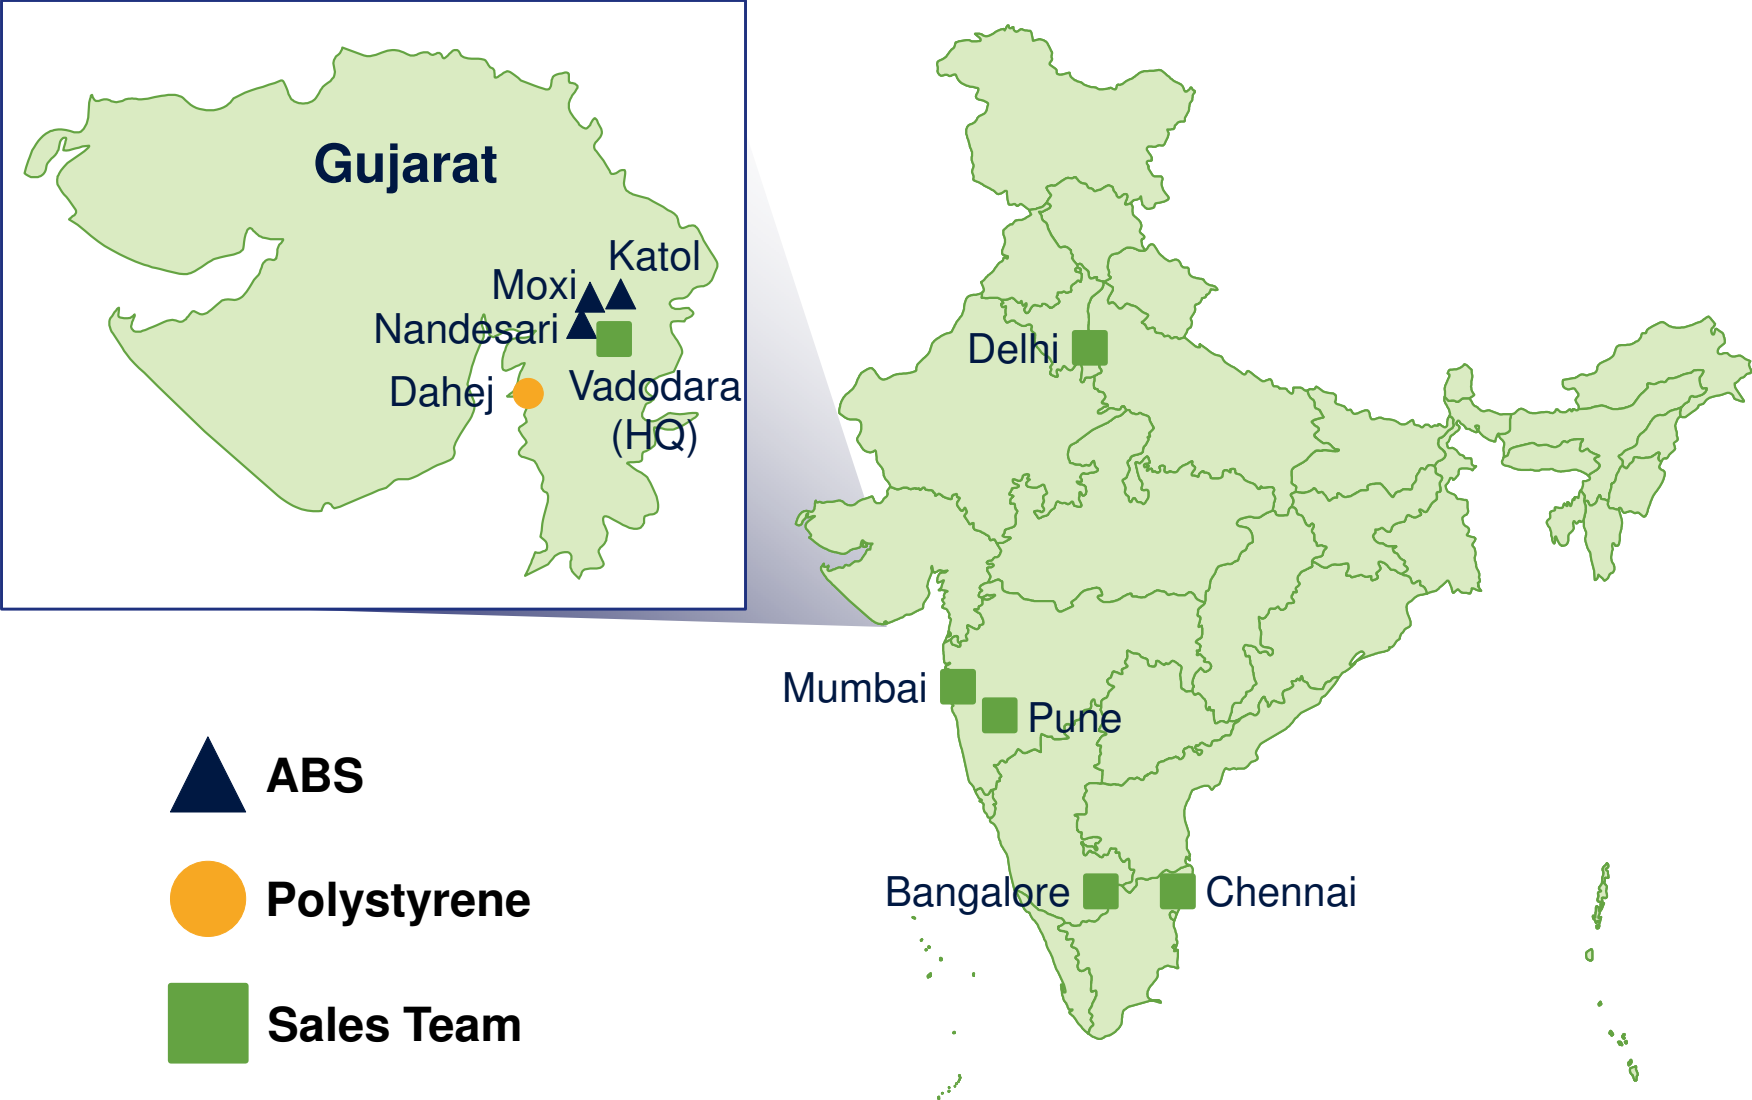 Gujarat
Katol
Moxi
Nandesari
Dahej
Vadodara
(HQ)
Delhi
Mumbai
Pune
Bangalore
Chennai
ABS
Polystyrene
Sales Team